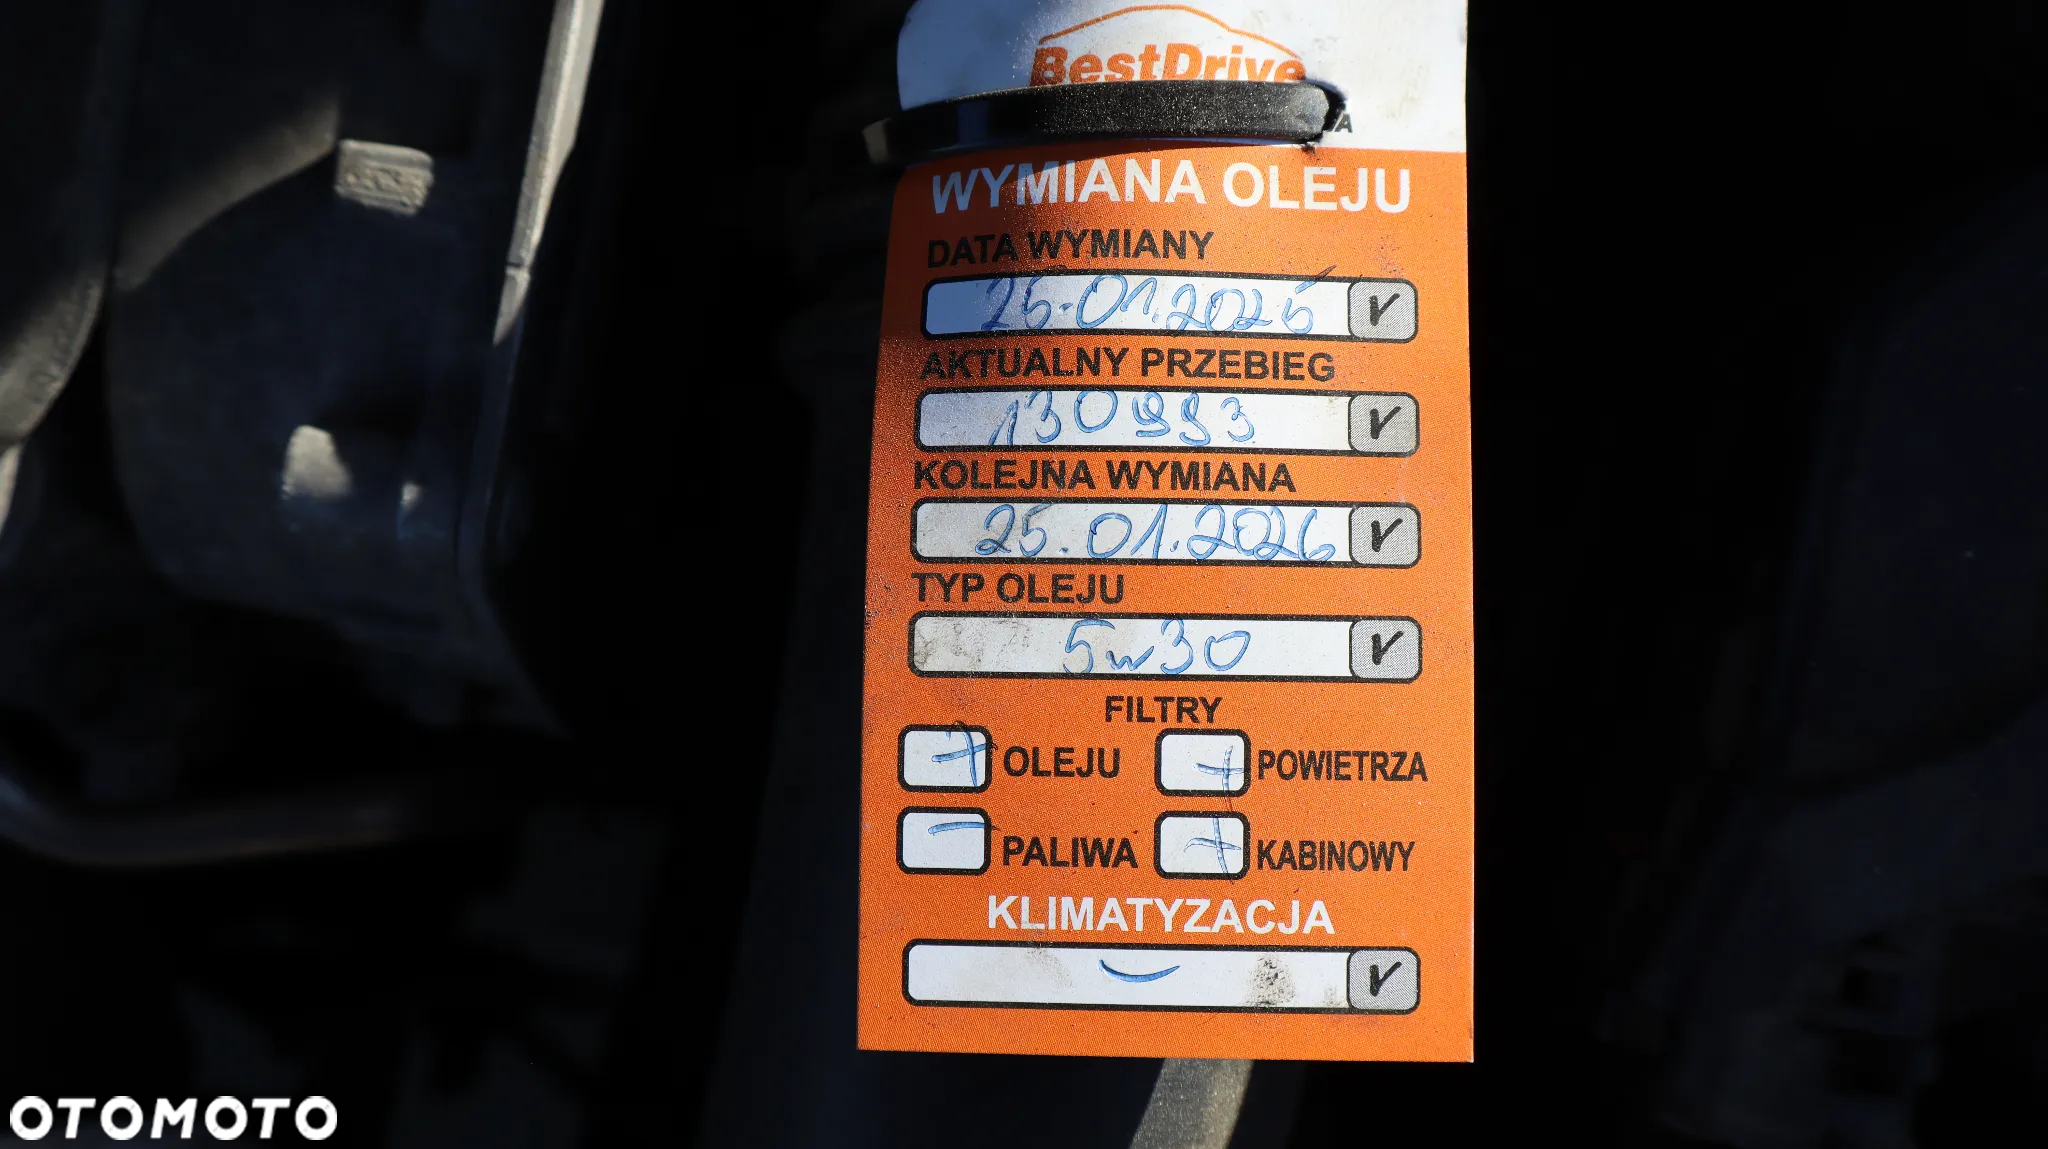 BestDrive
WYMIANA OLEJU
DATA WYMIANY
25.01.2025
AKTUALNY PRZEBIEG
130993
KOLEJNA WYMIANA
25.01.2026
TYP OLEJU
5w30
FILTRY
OLEJU POWIETRZA
PALIWA KABINOWY
KLIMATYZACJA
OTOMOTO